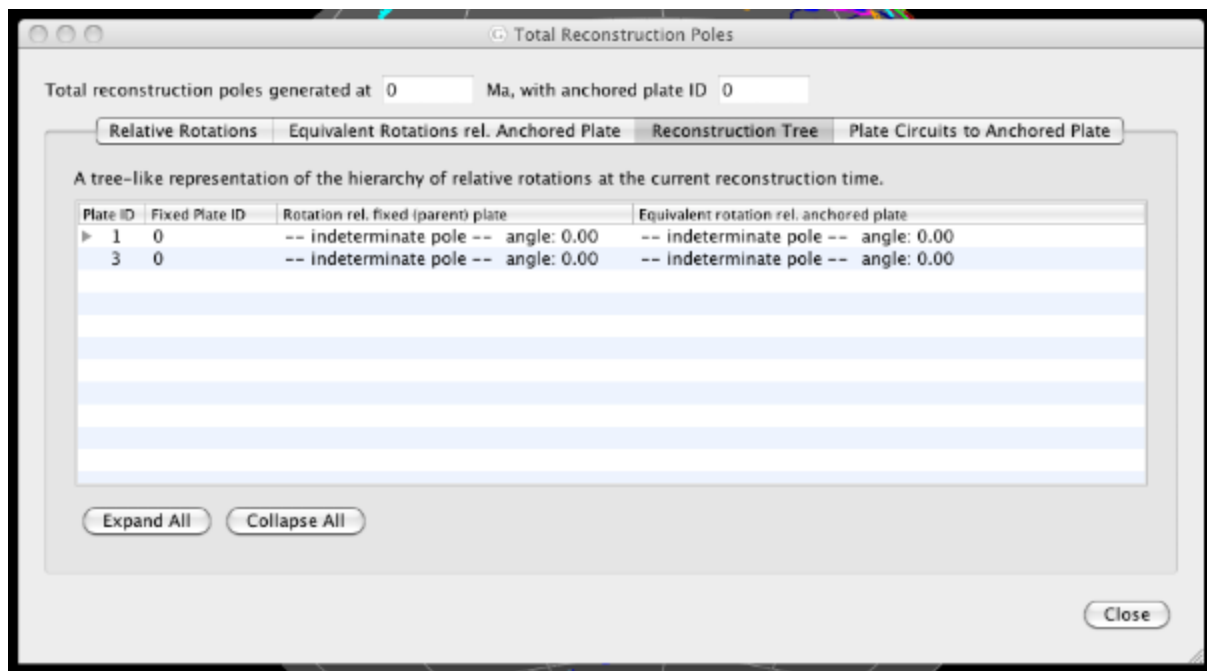 Total Reconstruction Poles
Total reconstruction poles generated at 0 Ma, with anchored plate ID 0
Relative Rotations Equivalent Rotations rel. Anchored Plate Reconstruction Tree Plate Circuits to Anchored Plate
A tree-like representation of the hierarchy of relative rotations at the current reconstruction time.
Plate ID Fixed Plate ID Rotation rel. fixed (parent) plate Equivalent rotation rel. anchored plate
1 0 -- indeterminate pole -- angle: 0.00 -- indeterminate pole -- angle: 0.00
3 0 -- indeterminate pole -- angle: 0.00 -- indeterminate pole -- angle: 0.00
Expand All Collapse All
Close